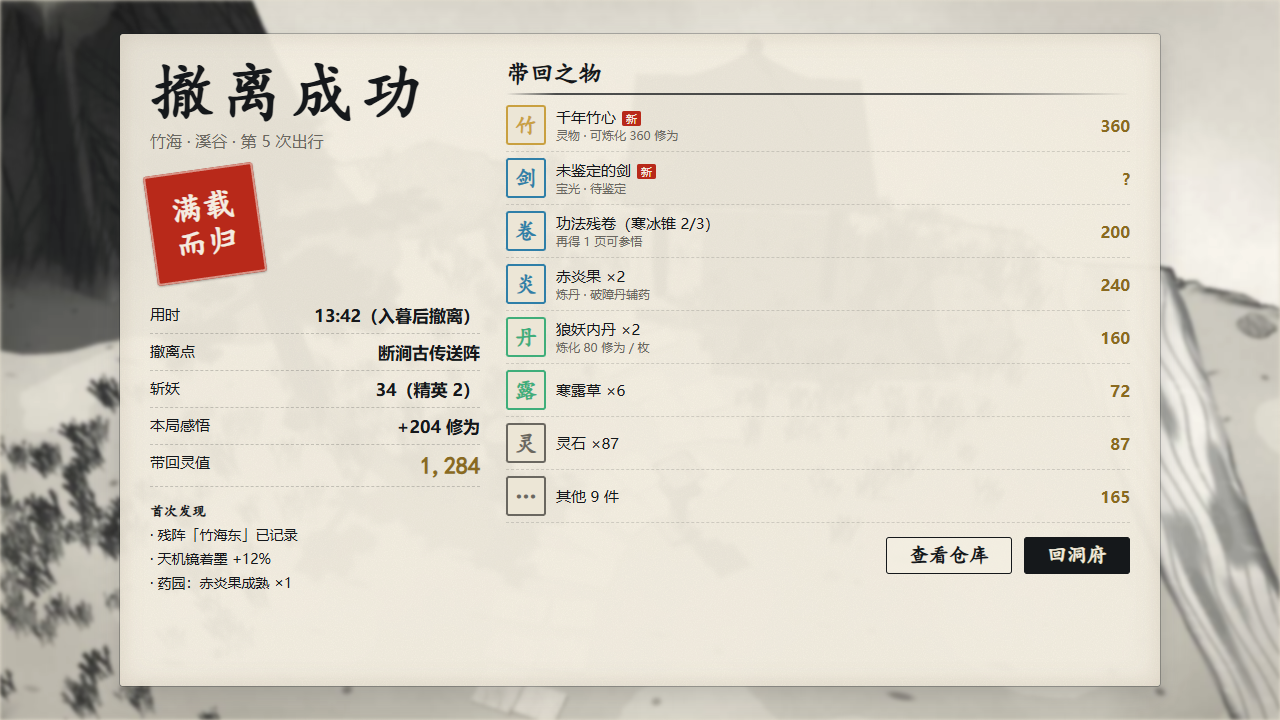 撤离成功
竹海 · 溪谷 · 第 5 次出行
满载
而归
用时 13:42（入暮后撤离）
撤离点 断涧古传送阵
斩妖 34（精英 2）
本局感悟 +204 修为
带回灵值 1,284
首次发现
· 残阵「竹海东」已记录
· 天机镜着墨 +12%
· 药园：赤炎果成熟 ×1
带回之物
竹 千年竹心 新 360
灵物 · 可炼化 360 修为
剑 未鉴定的剑 新 ?
宝光 · 待鉴定
卷 功法残卷（寒冰锥 2/3） 200
再得 1 页可参悟
炎 赤炎果 ×2 240
炼丹 · 破障丹辅药
丹 狼妖内丹 ×2 160
炼化 80 修为 / 枚
露 寒露草 ×6 72
灵 灵石 ×87 87
… 其他 9 件 165
查看仓库 回洞府